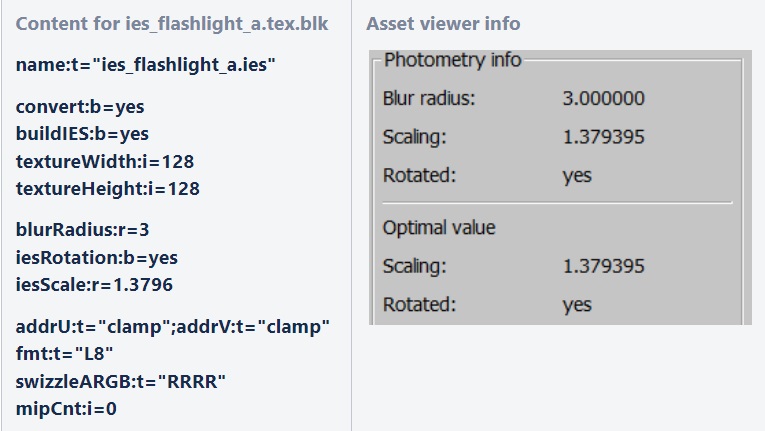 Content for ies_flashlight_a.tex.blk
name:t="ies_flashlight_a.ies"
convert:b=yes
buildIES:b=yes
textureWidth:i=128
textureHeight:i=128
blurRadius:r=3
iesRotation:b=yes
iesScale:r=1.3796
addrU:t="clamp";addrV:t="clamp"
fmt:t="L8"
swizzleARGB:t="RRRR"
mipCnt:i=0
Asset viewer info
Photometry info
Blur radius: 3.000000
Scaling: 1.379395
Rotated: yes
Optimal value
Scaling: 1.379395
Rotated: yes